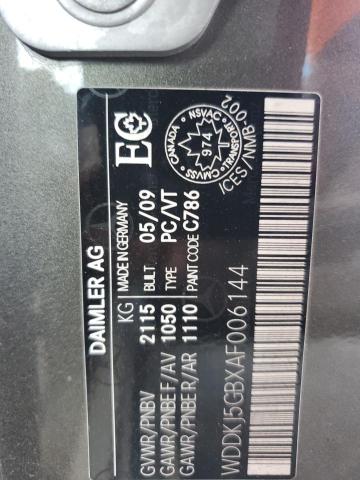 DAIMLER AG
KG MADE IN GERMANY
GVWR/PNBV 2115 BUILT 05/09
GAWR/PNBE F/AV 1050 TYPE PC/VT
GAWR/PNBE R/AR 1110 PAINT CODE C786
EC
NSVAC
CANADA 974 TRANSPORT
CMVSS
ICES/NMB-002
WDDKJ5GBXAF006144